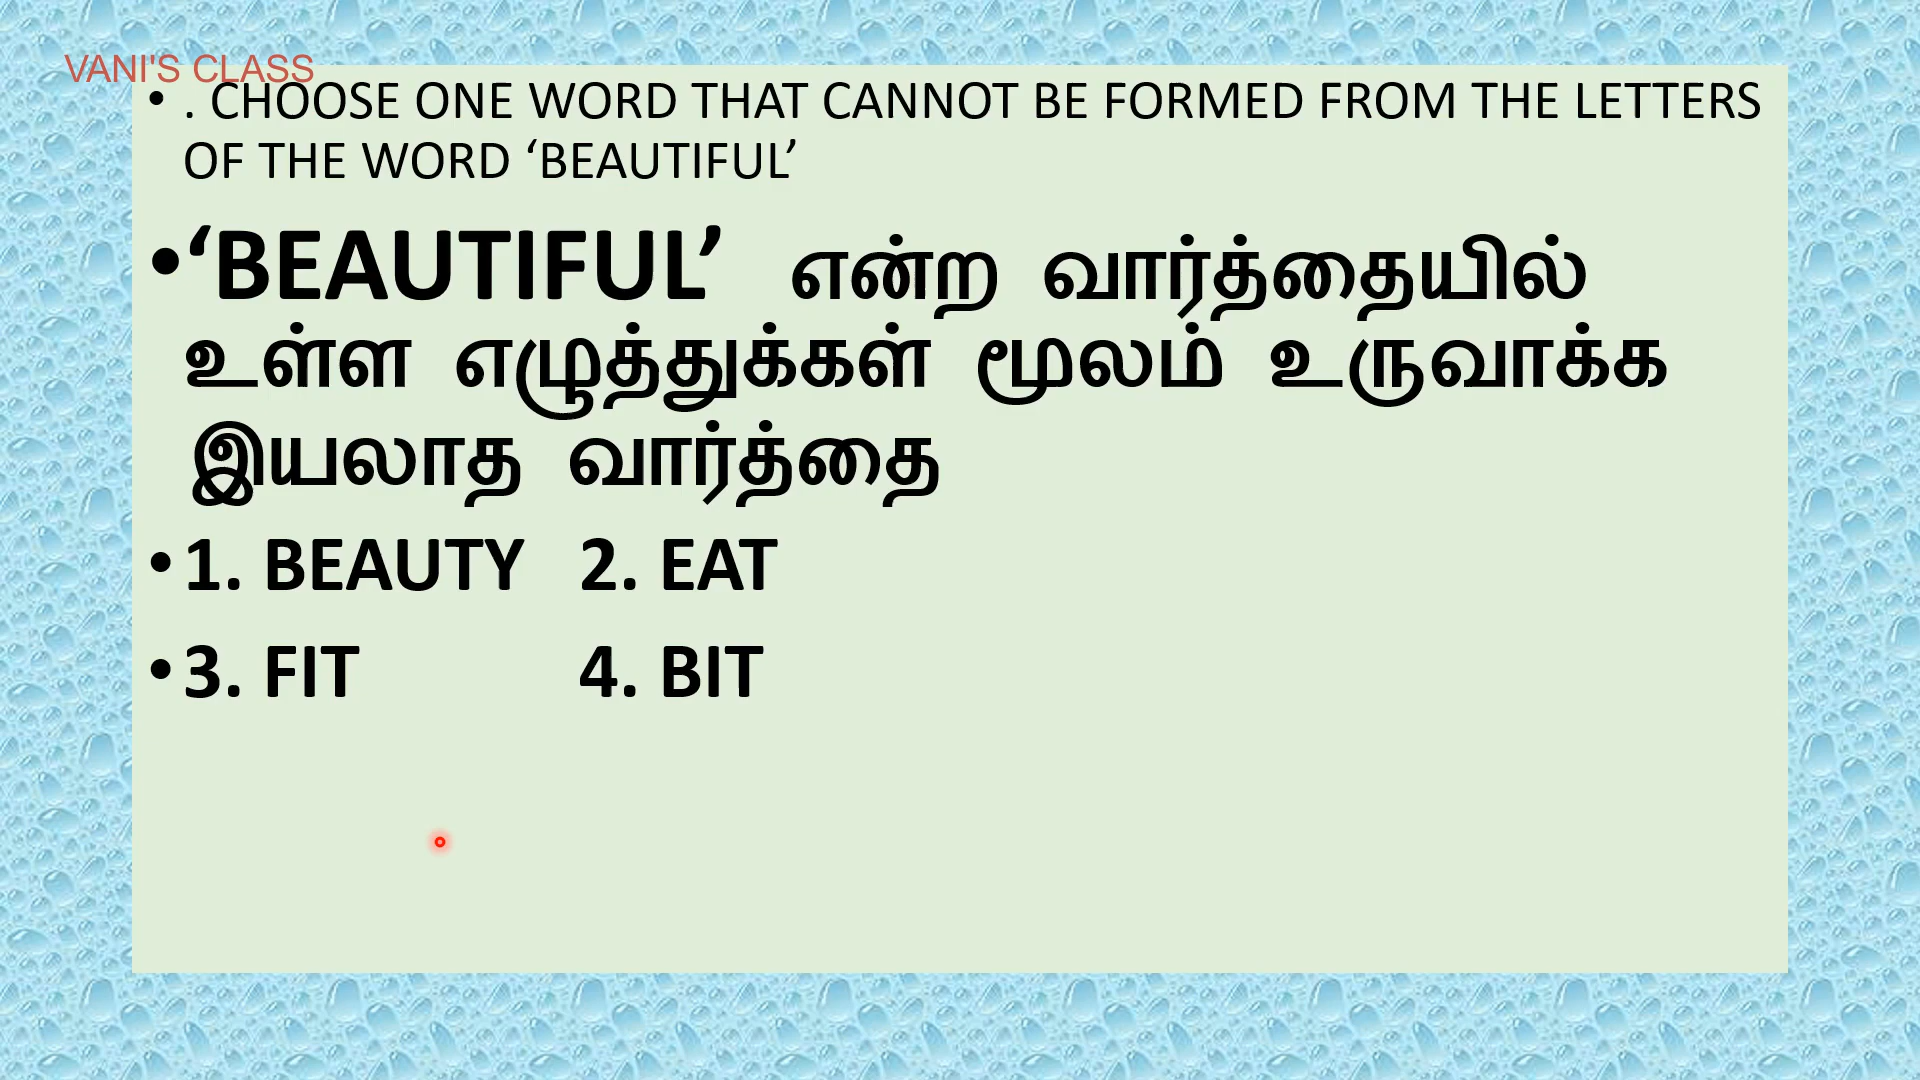 VANI'S CLASS
• . CHOOSE ONE WORD THAT CANNOT BE FORMED FROM THE LETTERS
OF THE WORD ‘BEAUTIFUL’
• ‘BEAUTIFUL’ என்ற வார்த்தையில்
உள்ள எழுத்துக்கள் மூலம் உருவாக்க
இயலாத வார்த்தை
• 1. BEAUTY 2. EAT
• 3. FIT 4. BIT